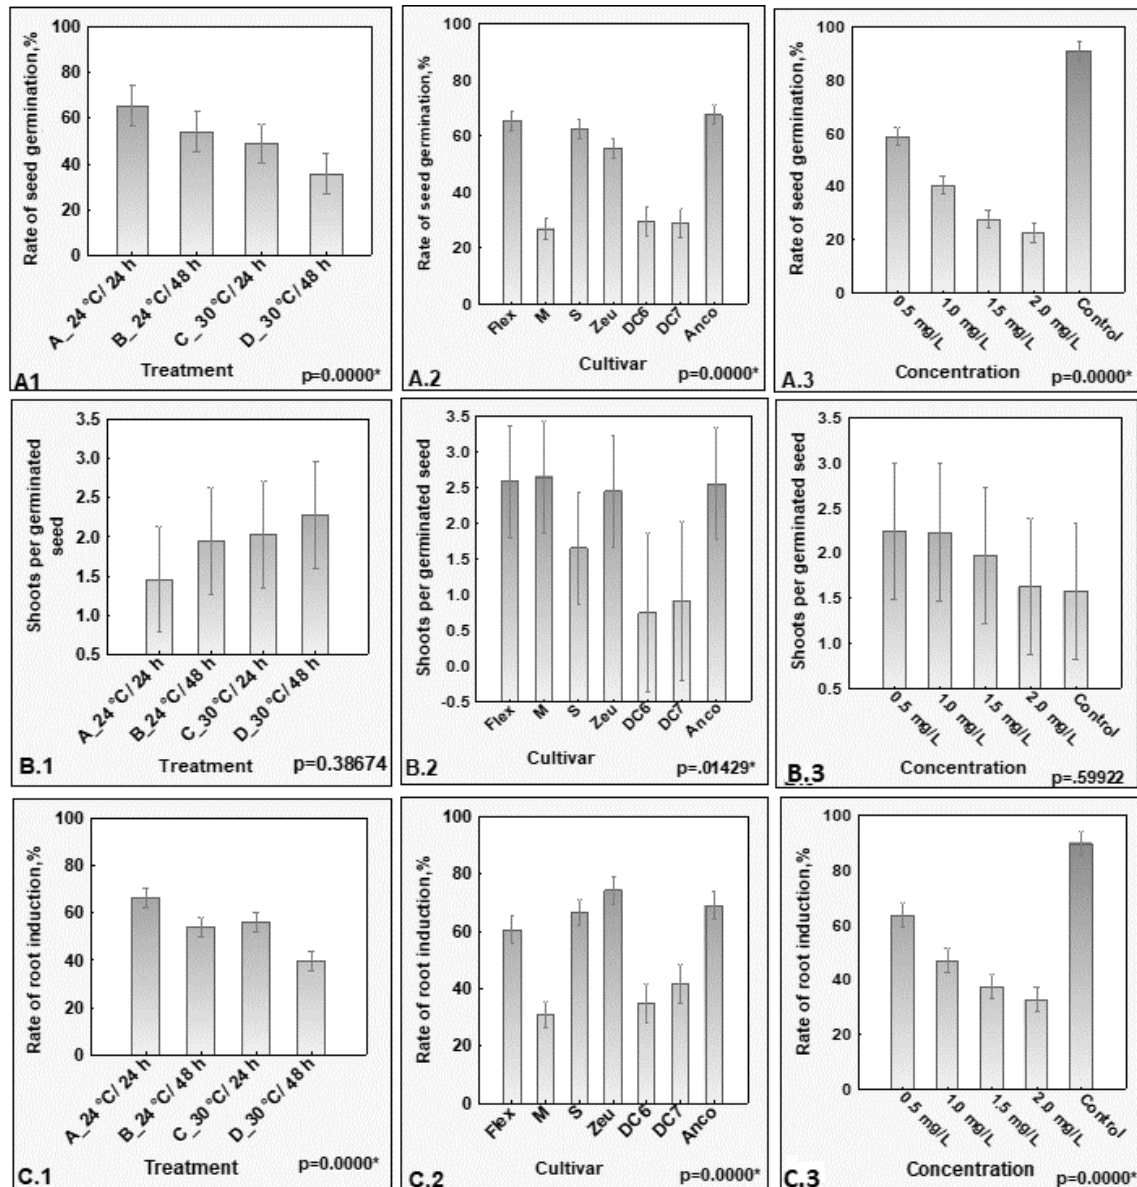 Rate of seed germination,%
100
80
60
40
20
0
A_24 °C/ 24 h
B_ 24 °C/ 48 h
C_ 30 °C/ 24 h
D_30 °C/ 48 h
Treatment
A1
p=0.0000*
Rate of seed germination,%
100
80
60
40
20
0
Flex
M
S
Zeu
DC6
DC7
Anco
Cultivar
A.2
p=0.0000*
Rate of seed germination,%
100
80
60
40
20
0
0.5 mg/L
1.0 mg/L
1.5 mg/L
2.0 mg/L
Control
Concentration
A.3
p=0.0000*
Shoots per germinated
seed
3.5
3.0
2.5
2.0
1.5
1.0
0.5
A_24 °C/ 24 h
B_24 °C/ 48 h
C_30 °C/ 24 h
D_30 °C/ 48 h
Treatment
B.1
p=0.38674
Shoots per germinated seed
3.5
3.0
2.5
2.0
1.5
1.0
0.5
0.0
-0.5
Flex
M
S
Zeu
DC6
DC7
Anco
Cultivar
B.2
p=.01429*
Shoots per germinated seed
3.5
3.0
2.5
2.0
1.5
1.0
0.5
0.5 mg/L
1.0 mg/L
1.5 mg/L
2.0 mg/L
Control
Concentration
B.3
p=.59922
Rate of root induction,%
100
80
60
40
20
0
A_24 °C/ 24 h
B_24 °C/ 48 h
C_30 °C/ 24 h
D_30 °C/ 48 h
Treatment
C.1
p=0.0000*
Rate of root induction,%
100
80
60
40
20
0
Flex
M
S
Zeu
DC6
DC7
Anco
Cultivar
C.2
p=0.0000*
Rate of root induction,%
100
80
60
40
20
0
0.5 mg/L
1.0 mg/L
1.5 mg/L
2.0 mg/L
Control
Concentration
C.3
p=0.0000*